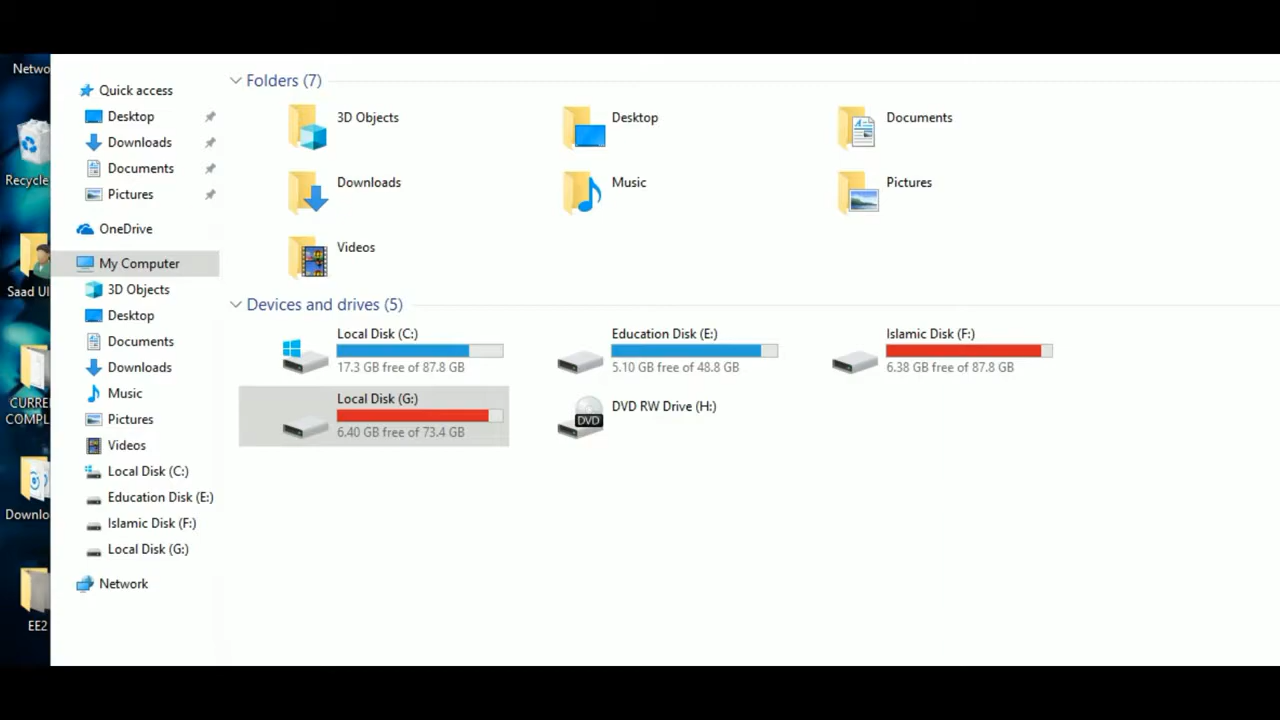 Netwo
Recycle
Saad Ul
CURRE
COMPL
Downlo
EE2
Quick access
Desktop
Downloads
Documents
Pictures
OneDrive
My Computer
3D Objects
Desktop
Documents
Downloads
Music
Pictures
Videos
Local Disk (C:)
Education Disk (E:)
Islamic Disk (F:)
Local Disk (G:)
Network
Folders (7)
3D Objects
Desktop
Documents
Downloads
Music
Pictures
Videos
Devices and drives (5)
Local Disk (C:)
17.3 GB free of 87.8 GB
Education Disk (E:)
5.10 GB free of 48.8 GB
Islamic Disk (F:)
6.38 GB free of 87.8 GB
Local Disk (G:)
6.40 GB free of 73.4 GB
DVD
DVD RW Drive (H:)